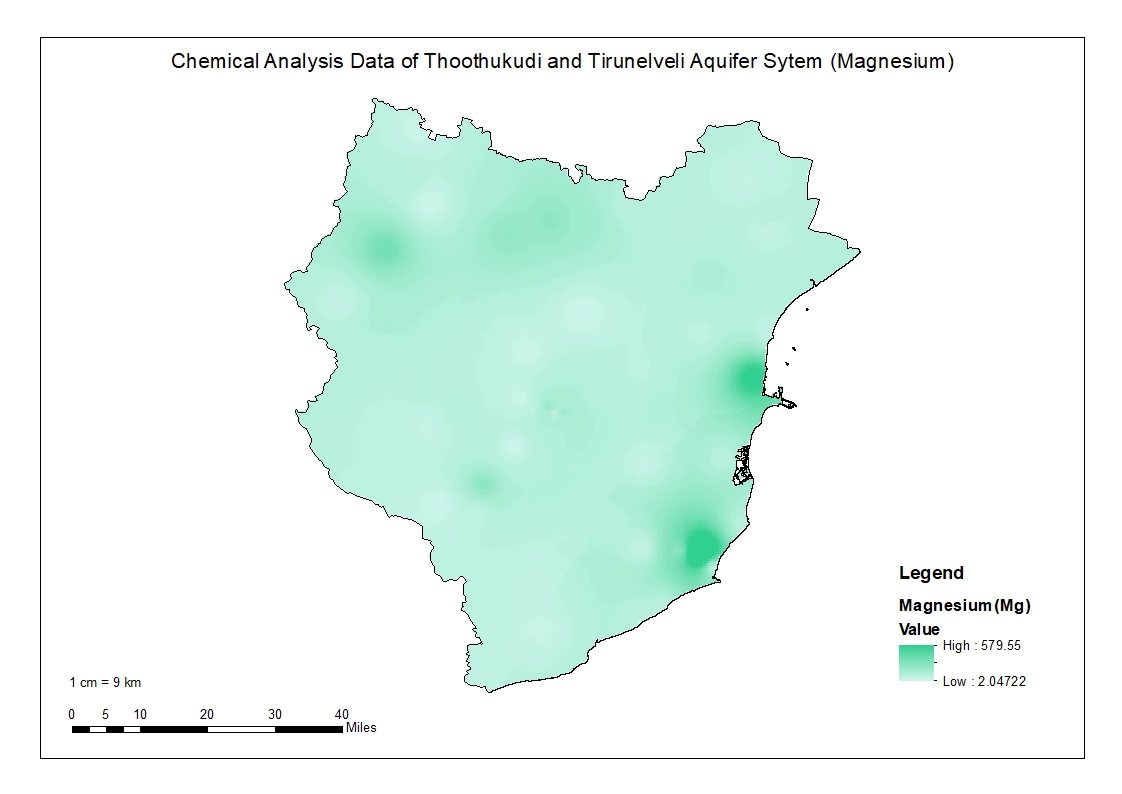 Chemical Analysis Data of Thoothukudi and Tirunelveli Aquifer Sytem (Magnesium)
Legend
Magnesium (Mg)
Value
High : 579.55
Low : 2.04722
1 cm = 9 km
0 5 10 20 30 40
Miles